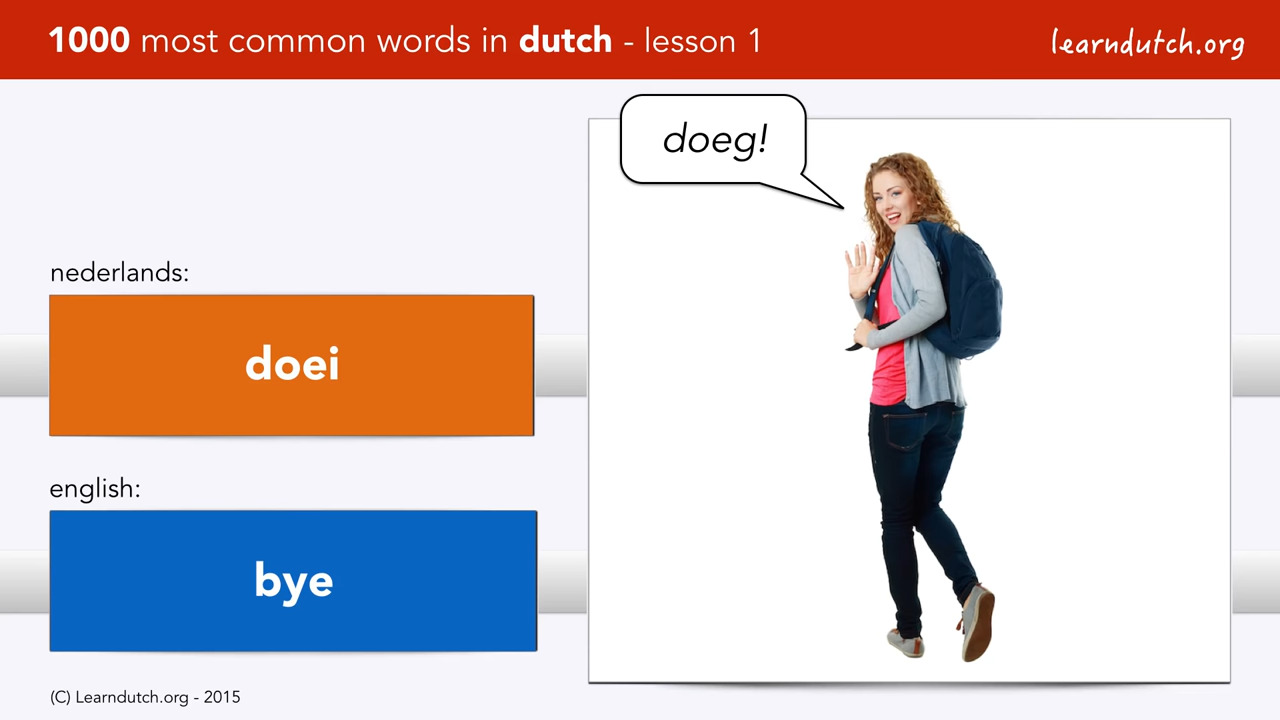 1000 most common words in dutch - lesson 1
learndutch.org
doeg!
nederlands:
doei
english:
bye
(C) Learndutch.org - 2015